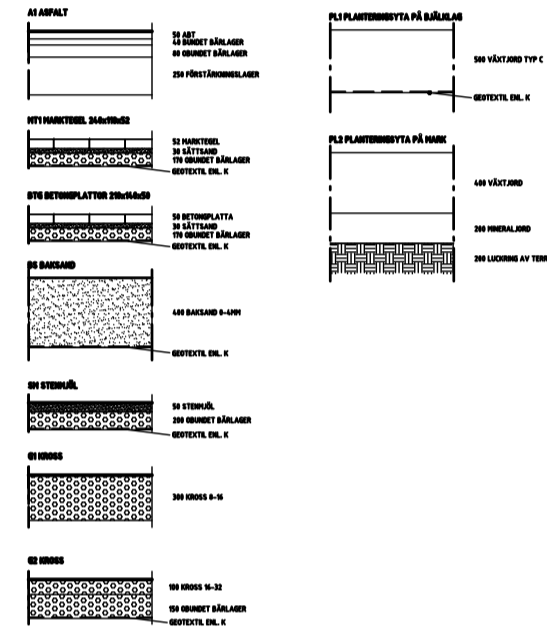 A1 ASFALT
50 ABT
40 BUNDET BÄRLAGER
80 OBUNDET BÄRLAGER
250 FÖRSTÄRKNINGSLAGER
MT1 MARKTEGEL 240x110x52
52 MARKTEGEL
30 SÄTTSAND
170 OBUNDET BÄRLAGER
GEOTEXTIL ENL. K
BTG BETONGPLATTOR 210x140x50
50 BETONGPLATTA
30 SÄTTSAND
170 OBUNDET BÄRLAGER
GEOTEXTIL ENL. K
BS BAKSAND
400 BAKSAND 0-4MM
GEOTEXTIL ENL. K
SM STENMJÖL
50 STENMJÖL
200 OBUNDET BÄRLAGER
GEOTEXTIL ENL. K
G1 KROSS
300 KROSS 0-16
G2 KROSS
100 KROSS 16-32
150 OBUNDET BÄRLAGER
GEOTEXTIL ENL. K
PL1 PLANTERINGSYTA PÅ BJÄLKLAG
500 VÄXTJORD TYP C
GEOTEXTIL ENL. K
PL2 PLANTERINGSYTA PÅ MARK
400 VÄXTJORD
200 MINERALJORD
200 LUCKRING AV TERR